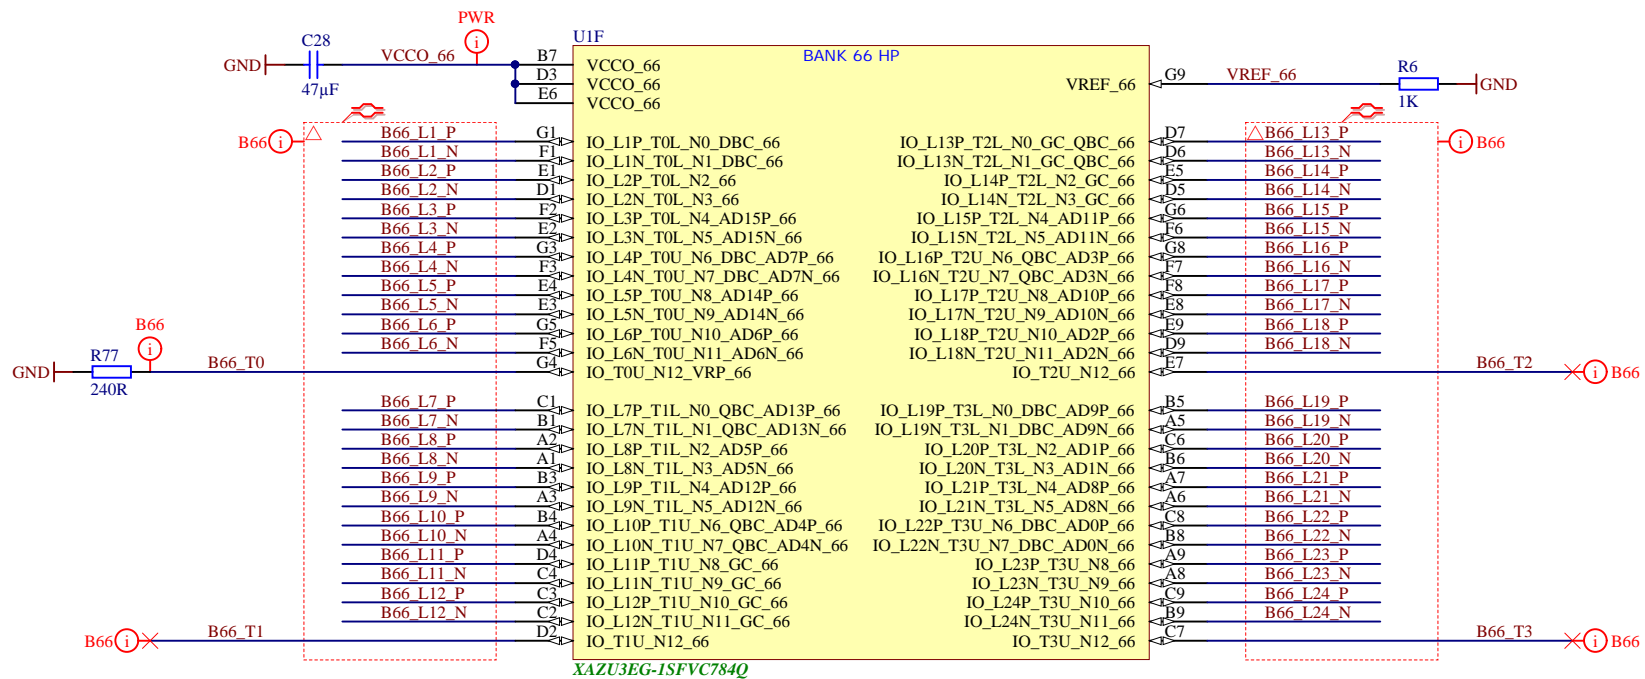 PWR
U1F
C28
GND
47µF
VCCO_66
B7
D3
E6
VCCO_66
VCCO_66
VCCO_66
BANK 66 HP
VREF_66
G9
VREF_66
R6
1K
GND
B66
B66_L1_P G1 IO_L1P_T0L_N0_DBC_66
B66_L1_N F1 IO_L1N_T0L_N1_DBC_66
B66_L2_P E1 IO_L2P_T0L_N2_66
B66_L2_N D1 IO_L2N_T0L_N3_66
B66_L3_P F2 IO_L3P_T0L_N4_AD15P_66
B66_L3_N E2 IO_L3N_T0L_N5_AD15N_66
B66_L4_P G3 IO_L4P_T0U_N6_DBC_AD7P_66
B66_L4_N F3 IO_L4N_T0U_N7_DBC_AD7N_66
B66_L5_P E4 IO_L5P_T0U_N8_AD14P_66
B66_L5_N E3 IO_L5N_T0U_N9_AD14N_66
B66_L6_P G5 IO_L6P_T0U_N10_AD6P_66
B66_L6_N F5 IO_L6N_T0U_N11_AD6N_66
B66
R77
GND
240R
B66_T0 G4 IO_T0U_N12_VRP_66
B66_L7_P C1 IO_L7P_T1L_N0_QBC_AD13P_66
B66_L7_N B1 IO_L7N_T1L_N1_QBC_AD13N_66
B66_L8_P A2 IO_L8P_T1L_N2_AD5P_66
B66_L8_N A1 IO_L8N_T1L_N3_AD5N_66
B66_L9_P B3 IO_L9P_T1L_N4_AD12P_66
B66_L9_N A3 IO_L9N_T1L_N5_AD12N_66
B66_L10_P B4 IO_L10P_T1U_N6_QBC_AD4P_66
B66_L10_N A4 IO_L10N_T1U_N7_QBC_AD4N_66
B66_L11_P D4 IO_L11P_T1U_N8_GC_66
B66_L11_N C4 IO_L11N_T1U_N9_GC_66
B66_L12_P C3 IO_L12P_T1U_N10_GC_66
B66_L12_N C2 IO_L12N_T1U_N11_GC_66
B66 B66_T1 D2 IO_T1U_N12_66
IO_L13P_T2L_N0_GC_QBC_66 D7 B66_L13_P
B66
IO_L13N_T2L_N1_GC_QBC_66 D6 B66_L13_N
IO_L14P_T2L_N2_GC_66 E5 B66_L14_P
IO_L14N_T2L_N3_GC_66 D5 B66_L14_N
IO_L15P_T2L_N4_AD11P_66 G6 B66_L15_P
IO_L15N_T2L_N5_AD11N_66 F6 B66_L15_N
IO_L16P_T2U_N6_QBC_AD3P_66 G8 B66_L16_P
IO_L16N_T2U_N7_QBC_AD3N_66 F7 B66_L16_N
IO_L17P_T2U_N8_AD10P_66 F8 B66_L17_P
IO_L17N_T2U_N9_AD10N_66 E8 B66_L17_N
IO_L18P_T2U_N10_AD2P_66 E9 B66_L18_P
IO_L18N_T2U_N11_AD2N_66 D9 B66_L18_N
IO_T2U_N12_66 E7 B66_T2 B66
IO_L19P_T3L_N0_DBC_AD9P_66 B5 B66_L19_P
IO_L19N_T3L_N1_DBC_AD9N_66 A5 B66_L19_N
IO_L20P_T3L_N2_AD1P_66 C6 B66_L20_P
IO_L20N_T3L_N3_AD1N_66 B6 B66_L20_N
IO_L21P_T3L_N4_AD8P_66 A7 B66_L21_P
IO_L21N_T3L_N5_AD8N_66 A6 B66_L21_N
IO_L22P_T3U_N6_DBC_AD0P_66 C8 B66_L22_P
IO_L22N_T3U_N7_DBC_AD0N_66 B8 B66_L22_N
IO_L23P_T3U_N8_66 A9 B66_L23_P
IO_L23N_T3U_N9_66 A8 B66_L23_N
IO_L24P_T3U_N10_66 C9 B66_L24_P
IO_L24N_T3U_N11_66 B9 B66_L24_N
IO_T3U_N12_66 C7 B66_T3 B66
XAZU3EG-1SFVC784Q